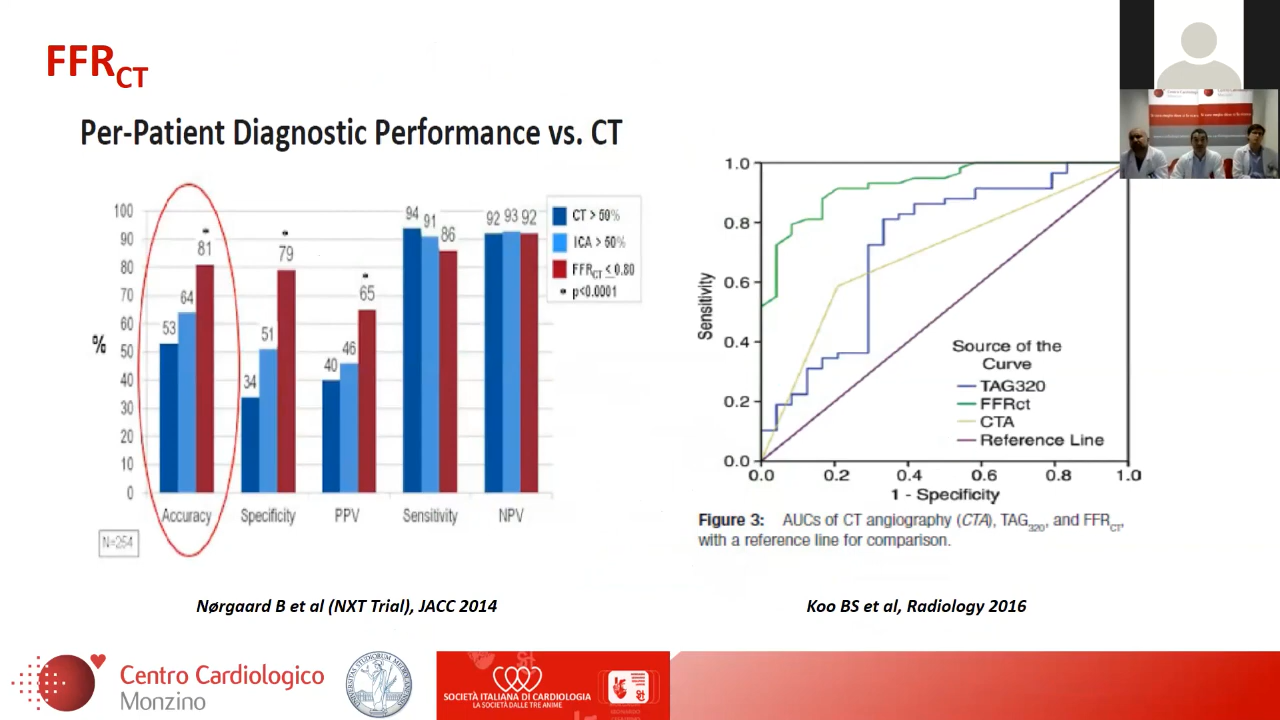 FFRCT
Per-Patient Diagnostic Performance vs. CT
100
90
80
70
60
50
40
30
20
10
0
%
53
64
81
34
51
79
40
46
65
94
91
86
92
93
92
Accuracy
Specificity
PPV
Sensitivity
NPV
CT > 50%
ICA > 50%
FFRCT ≤ 0.80
* p<0.0001
N=254
1.0
0.8
0.6
0.4
0.2
0.0
Sensitivity
0.0
0.2
0.4
0.6
0.8
1.0
1 - Specificity
Source of the
Curve
TAG320
FFRct
CTA
Reference Line
Figure 3: AUCs of CT angiography (CTA), TAG320, and FFRCT,
with a reference line for comparison.
Nørgaard B et al (NXT Trial), JACC 2014
Koo BS et al, Radiology 2016
Centro Cardiologico
Monzino
SOCIETÀ ITALIANA DI CARDIOLOGIA
LA SOCIETÀ DALLE TRE ANIME
Centro Cardiologico
Monzino